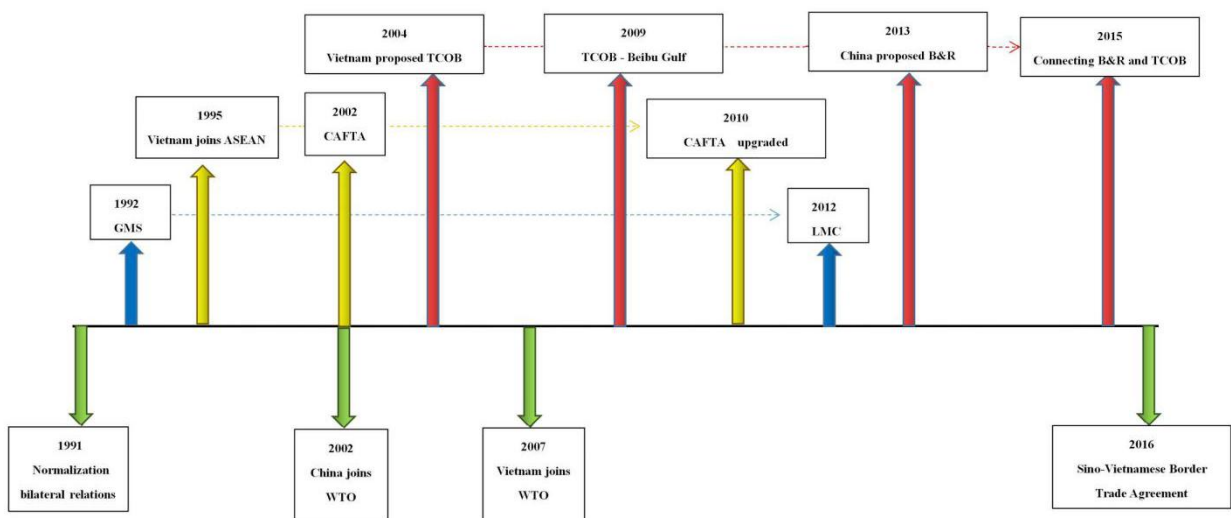 2004
Vietnam proposed TCOB
2009
TCOB - Beibu Gulf
2013
China proposed B&R
2015
Connecting B&R and TCOB
1995
Vietnam joins ASEAN
2002
CAFTA
2010
CAFTA upgraded
1992
GMS
2012
LMC
1991
Normalization
bilateral relations
2002
China joins
WTO
2007
Vietnam joins
WTO
2016
Sino-Vietnamese Border
Trade Agreement